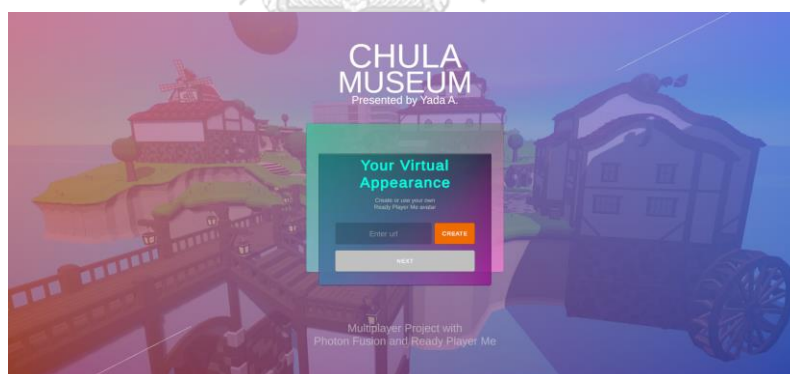 CHULA
MUSEUM
Presented by Yada A.
Your Virtual
Appearance
Create or use your own
Ready Player Me avatar
Enter url
CREATE
NEXT
Multiplayer Project with
Photon Fusion and Ready Player Me